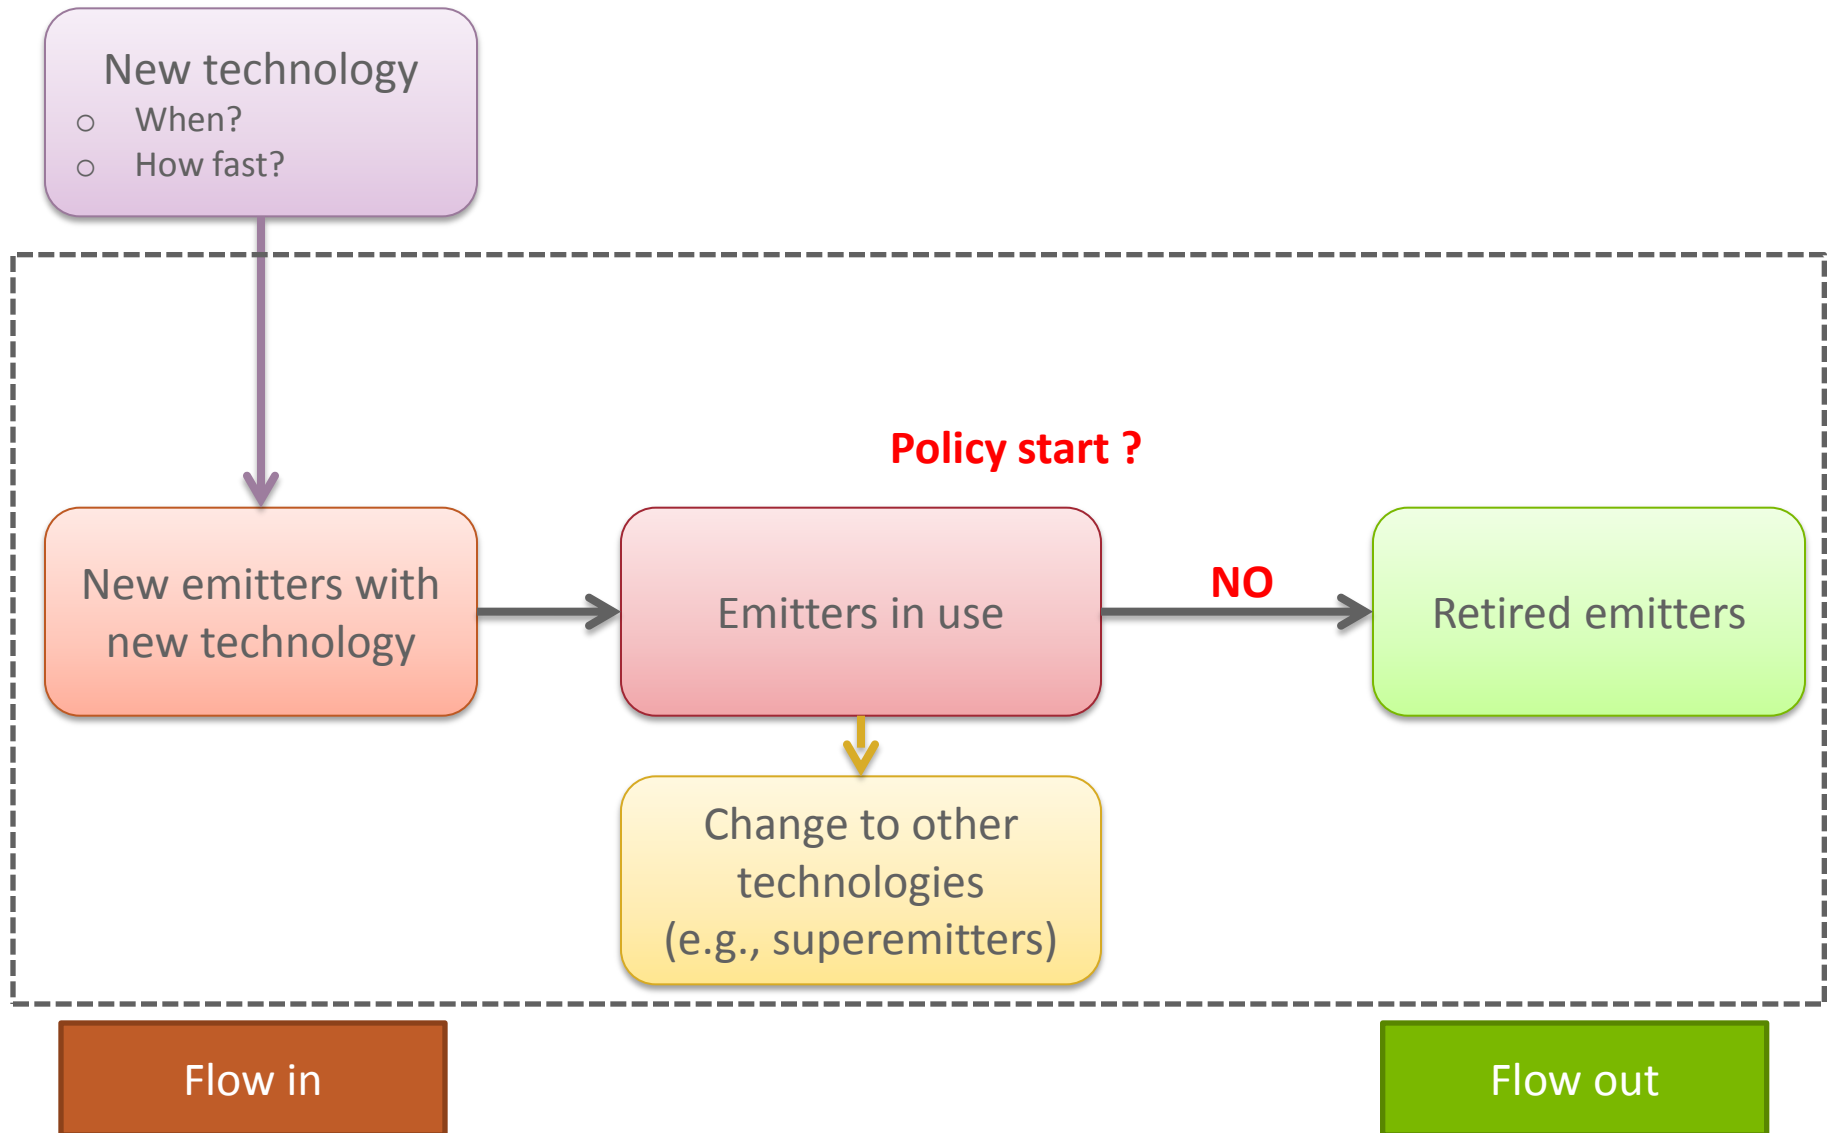 New technology
o When?
o How fast?
Policy start ?
New emitters with
new technology
Emitters in use
NO
Retired emitters
Change to other
technologies
(e.g., superemitters)
Flow in
Flow out